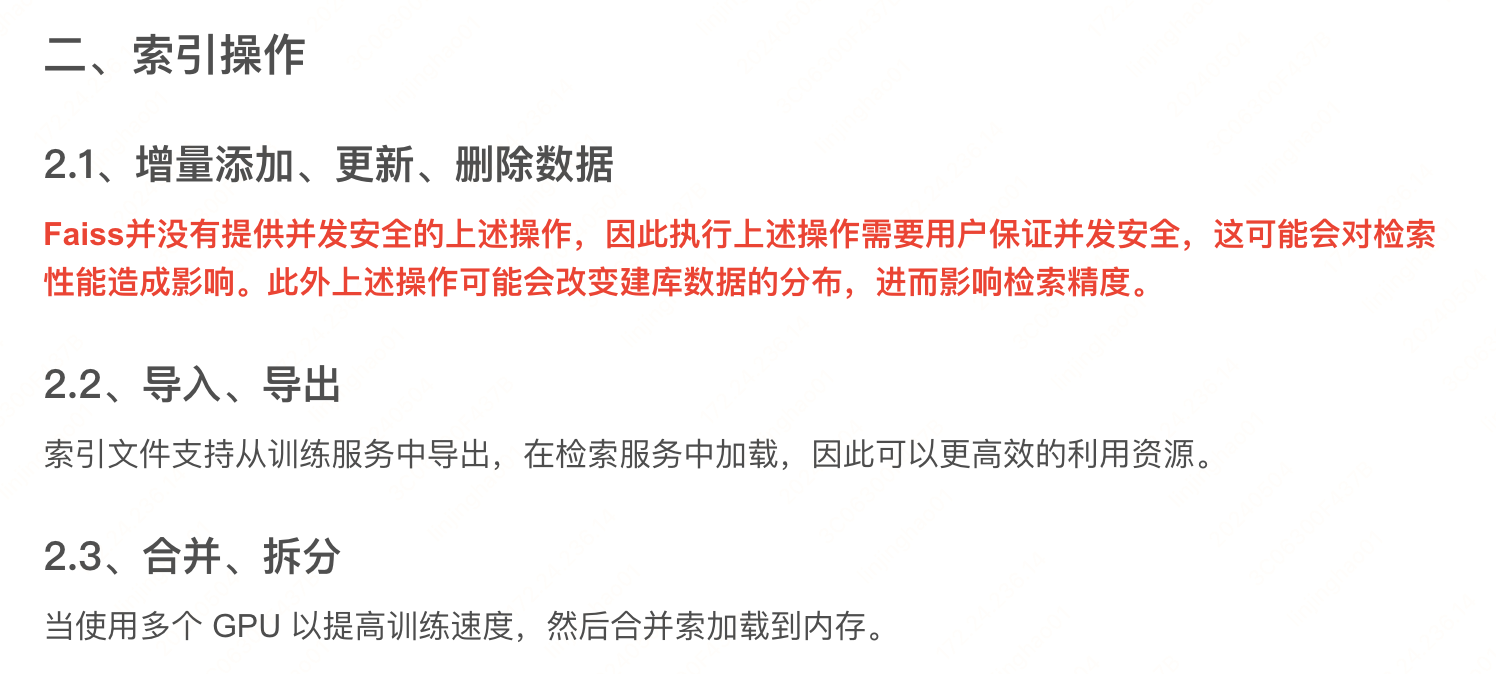 二、索引操作
2.1、增量添加、更新、删除数据
Faiss并没有提供并发安全的上述操作，因此执行上述操作需要用户保证并发安全，这可能会对检索
性能造成影响。此外上述操作可能会改变建库数据的分布，进而影响检索精度。
2.2、导入、导出
索引文件支持从训练服务中导出，在检索服务中加载，因此可以更高效的利用资源。
2.3、合并、拆分
当使用多个 GPU 以提高训练速度，然后合并索加载到内存。